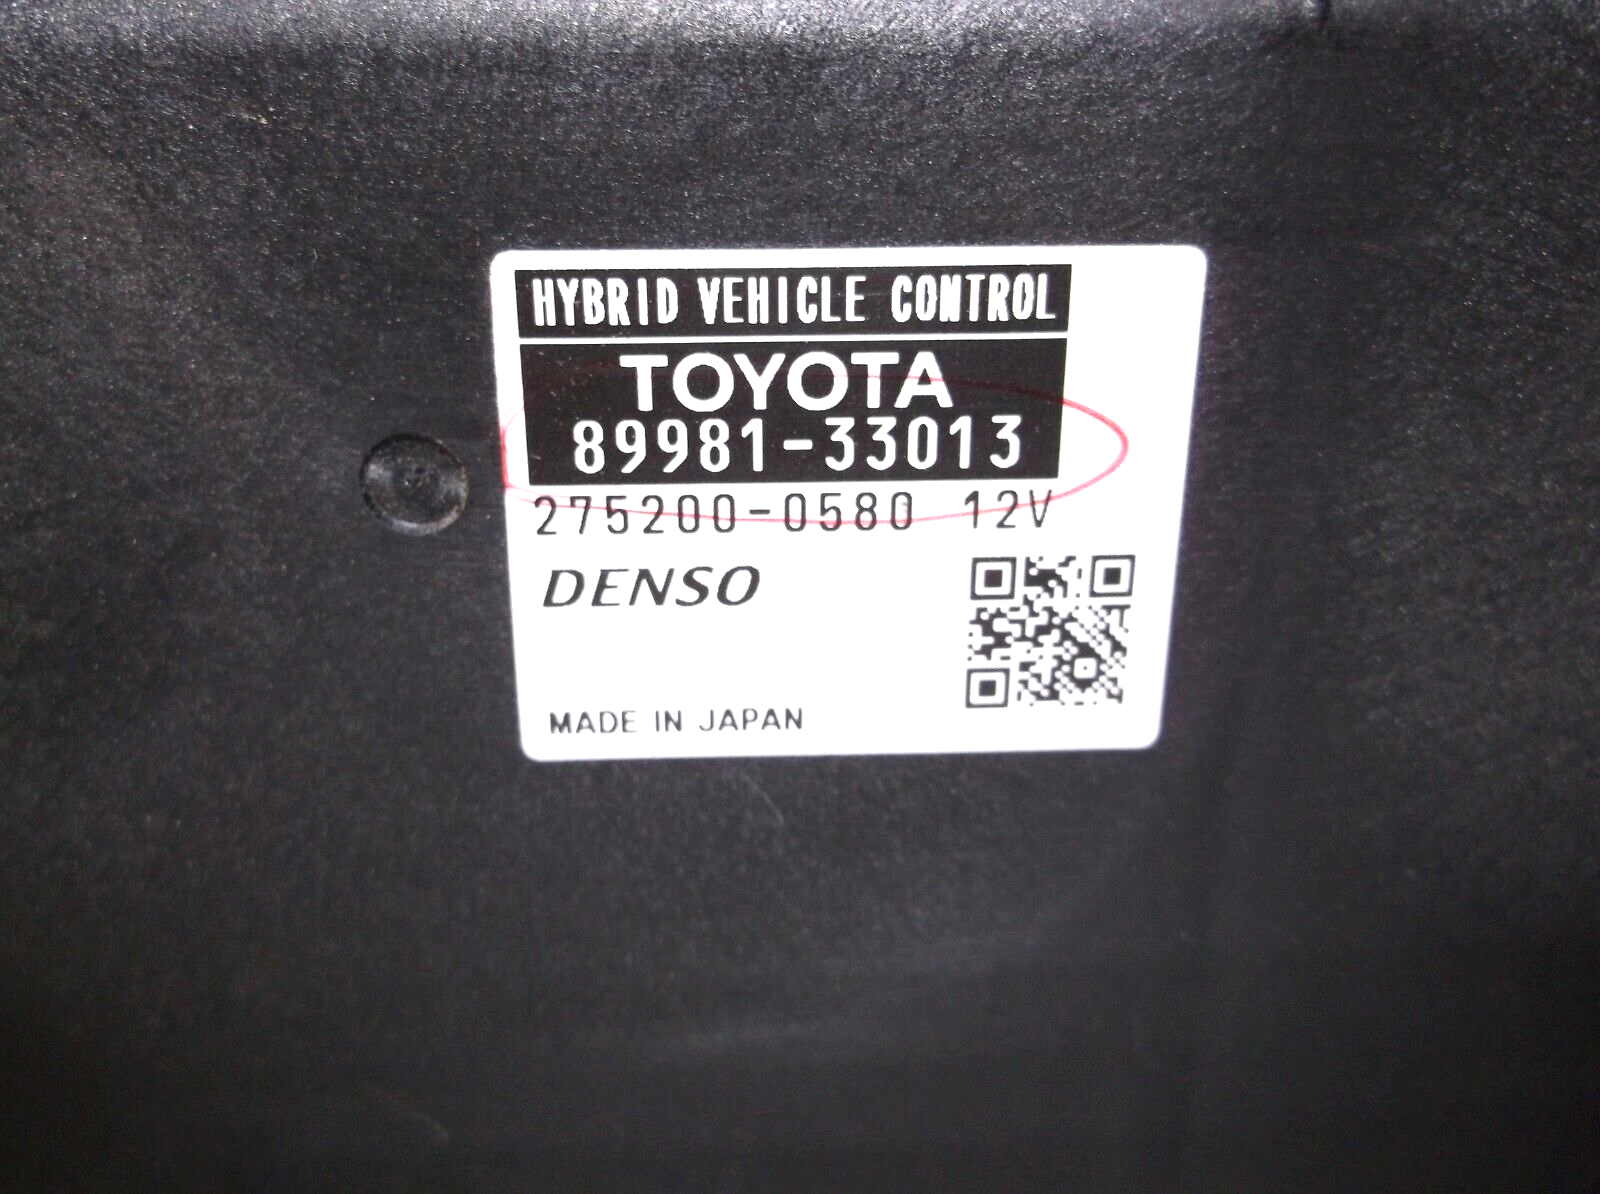 HYBRID VEHICLE CONTROL
TOYOTA
89981-33013
275200-0580 12V
DENSO
MADE IN JAPAN